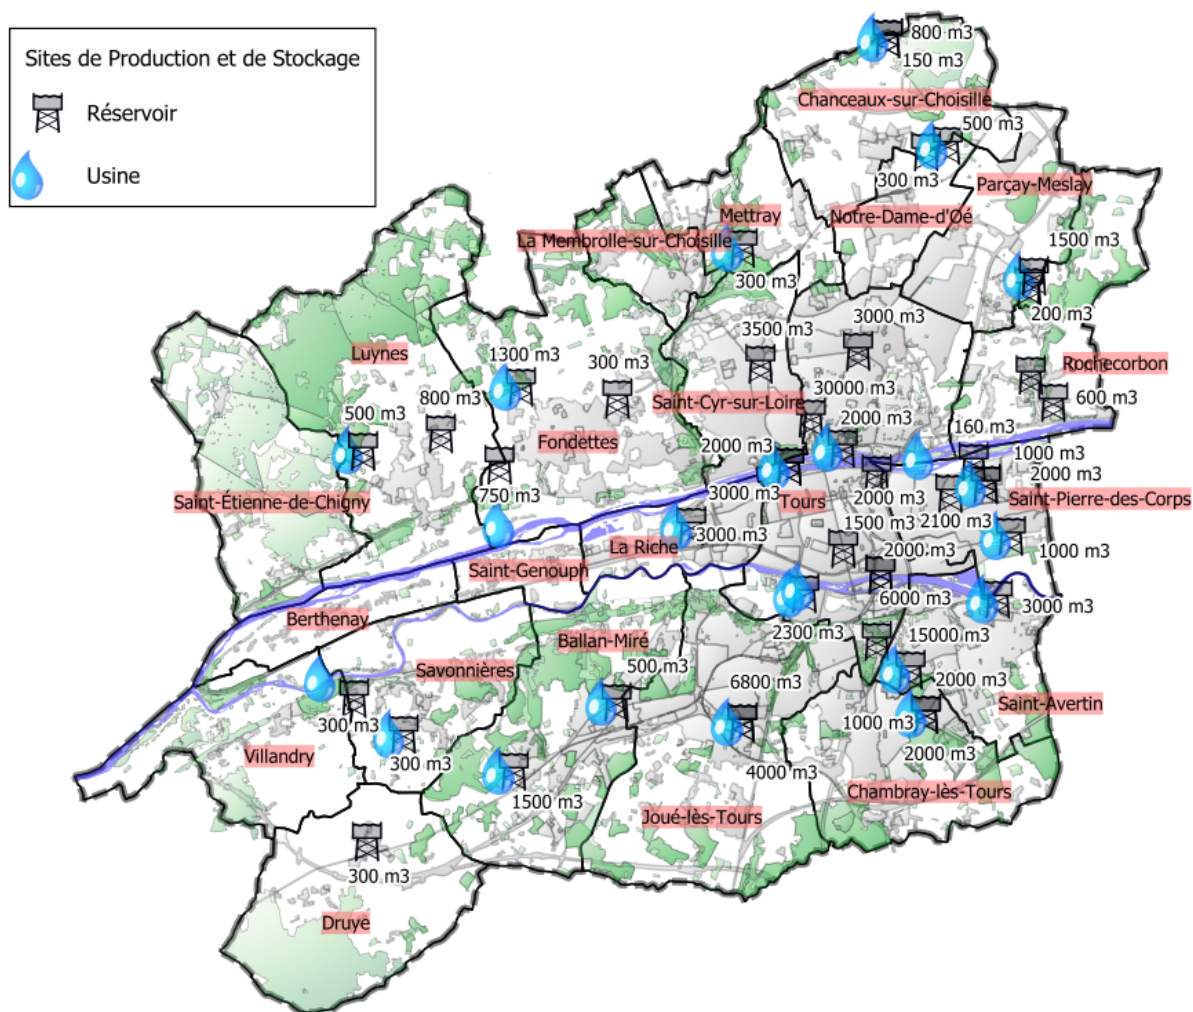 Sites de Production et de Stockage
Réservoir
Usine
800 m3
150 m3
Chanceaux-sur-Choisille
500 m3
300 m3
Parçay-Meslay
Mettray
Notre-Dame-d'Oé
La Membrolle-sur-Choisille
1500 m3
300 m3
200 m3
3000 m3
3500 m3
Luynes
1300 m3
300 m3
Rochecorbon
30000 m3
800 m3
Saint-Cyr-sur-Loire
600 m3
500 m3
2000 m3
160 m3
Fondettes
2000 m3
1000 m3
2000 m3
750 m3
3000 m3
Saint-Étienne-de-Chigny
Tours
2000 m3
Saint-Pierre-des-Corps
2100 m3
1500 m3
3000 m3
La Riche
2000 m3
1000 m3
Saint-Genouph
6000 m3
3000 m3
Berthenay
2300 m3
15000 m3
Ballan-Miré
500 m3
Savonnières
6800 m3
2000 m3
Saint-Avertin
300 m3
1000 m3
2000 m3
Villandry
300 m3
4000 m3
Chambray-lès-Tours
1500 m3
Joué-lès-Tours
300 m3
Druye